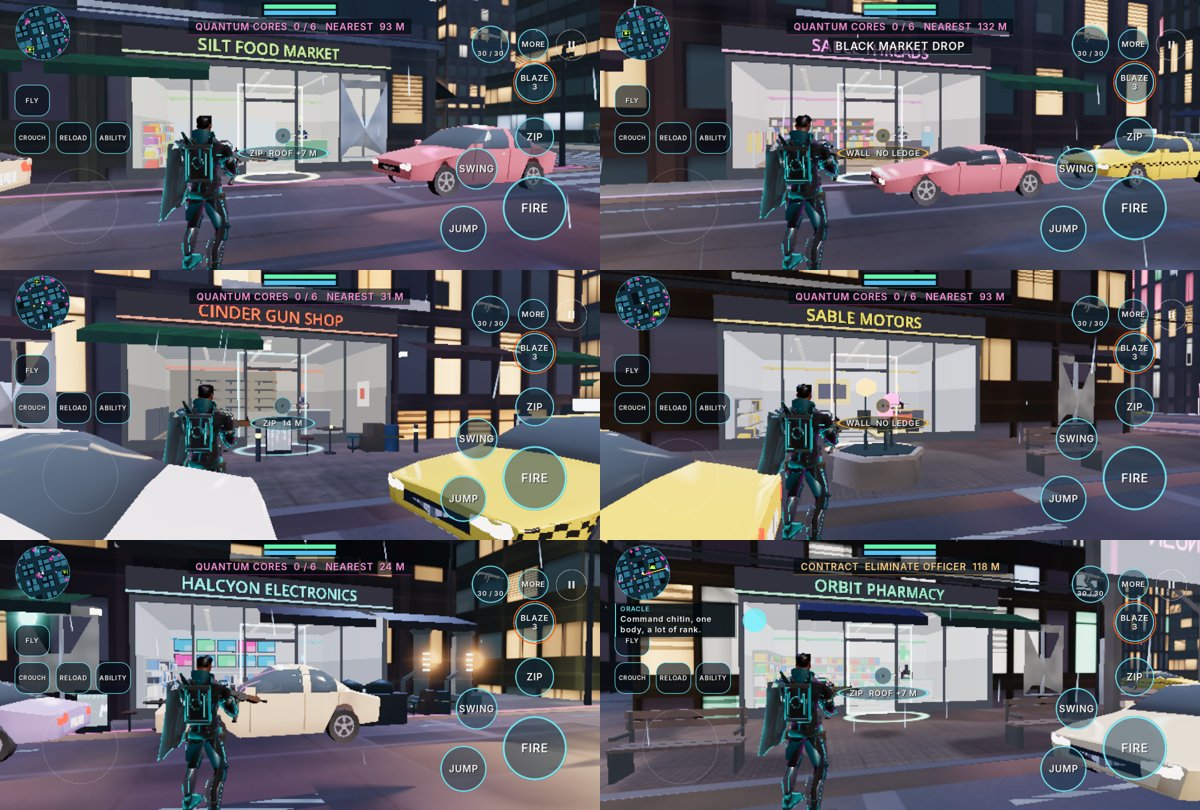 QUANTUM CORES 0 / 6 NEAREST 93 M
SILT FOOD MARKET
30 / 30
MORE
BLAZE
3
FLY
CROUCH
RELOAD
ABILITY
ZIP
ZIP ROOF +7 M
SWING
FIRE
JUMP
QUANTUM CORES 0 / 6 NEAREST 132 M
BLACK MARKET DROP
30 / 30
MORE
BLAZE
3
FLY
CROUCH
RELOAD
ABILITY
ZIP
WALL NO LEDGE
SWING
FIRE
JUMP
QUANTUM CORES 0 / 6 NEAREST 31 M
CINDER GUN SHOP
30 / 30
MORE
BLAZE
3
FLY
CROUCH
RELOAD
ABILITY
ZIP
ZIP 14 M
SWING
FIRE
JUMP
QUANTUM CORES 0 / 6 NEAREST 93 M
SABLE MOTORS
30 / 30
MORE
BLAZE
3
FLY
CROUCH
RELOAD
ABILITY
ZIP
WALL NO LEDGE
SWING
FIRE
JUMP
QUANTUM CORES 0 / 6 NEAREST 24 M
HALCYON ELECTRONICS
30 / 30
MORE
BLAZE
3
FLY
CROUCH
RELOAD
ABILITY
ZIP
SWING
FIRE
JUMP
CONTRACT ELIMINATE OFFICER 118 M
ORBIT PHARMACY
30 / 30
MORE
BLAZE
3
ORACLE
Command chitin, one
body, a lot of rank.
FLY
CROUCH
RELOAD
ABILITY
ZIP
ZIP ROOF +7 M
SWING
FIRE
JUMP